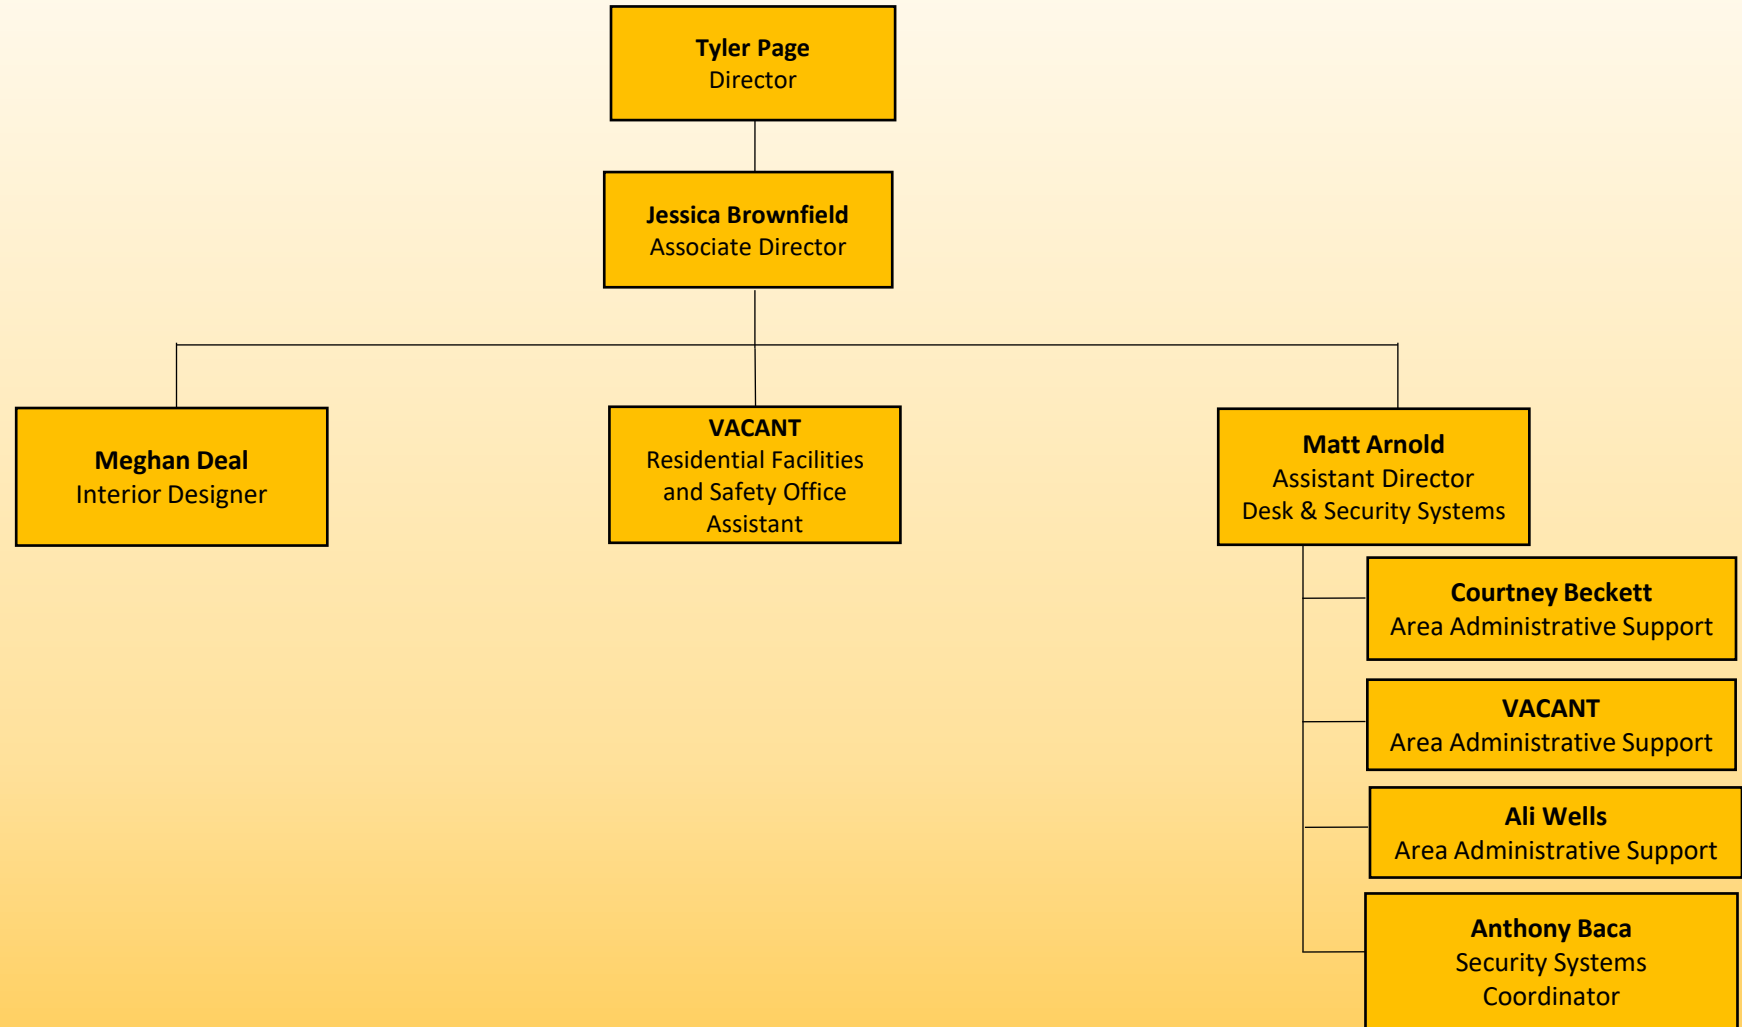 Tyler Page
Director
Jessica Brownfield
Associate Director
Meghan Deal
Interior Designer
VACANT
Residential Facilities
and Safety Office
Assistant
Matt Arnold
Assistant Director
Desk & Security Systems
Courtney Beckett
Area Administrative Support
VACANT
Area Administrative Support
Ali Wells
Area Administrative Support
Anthony Baca
Security Systems
Coordinator